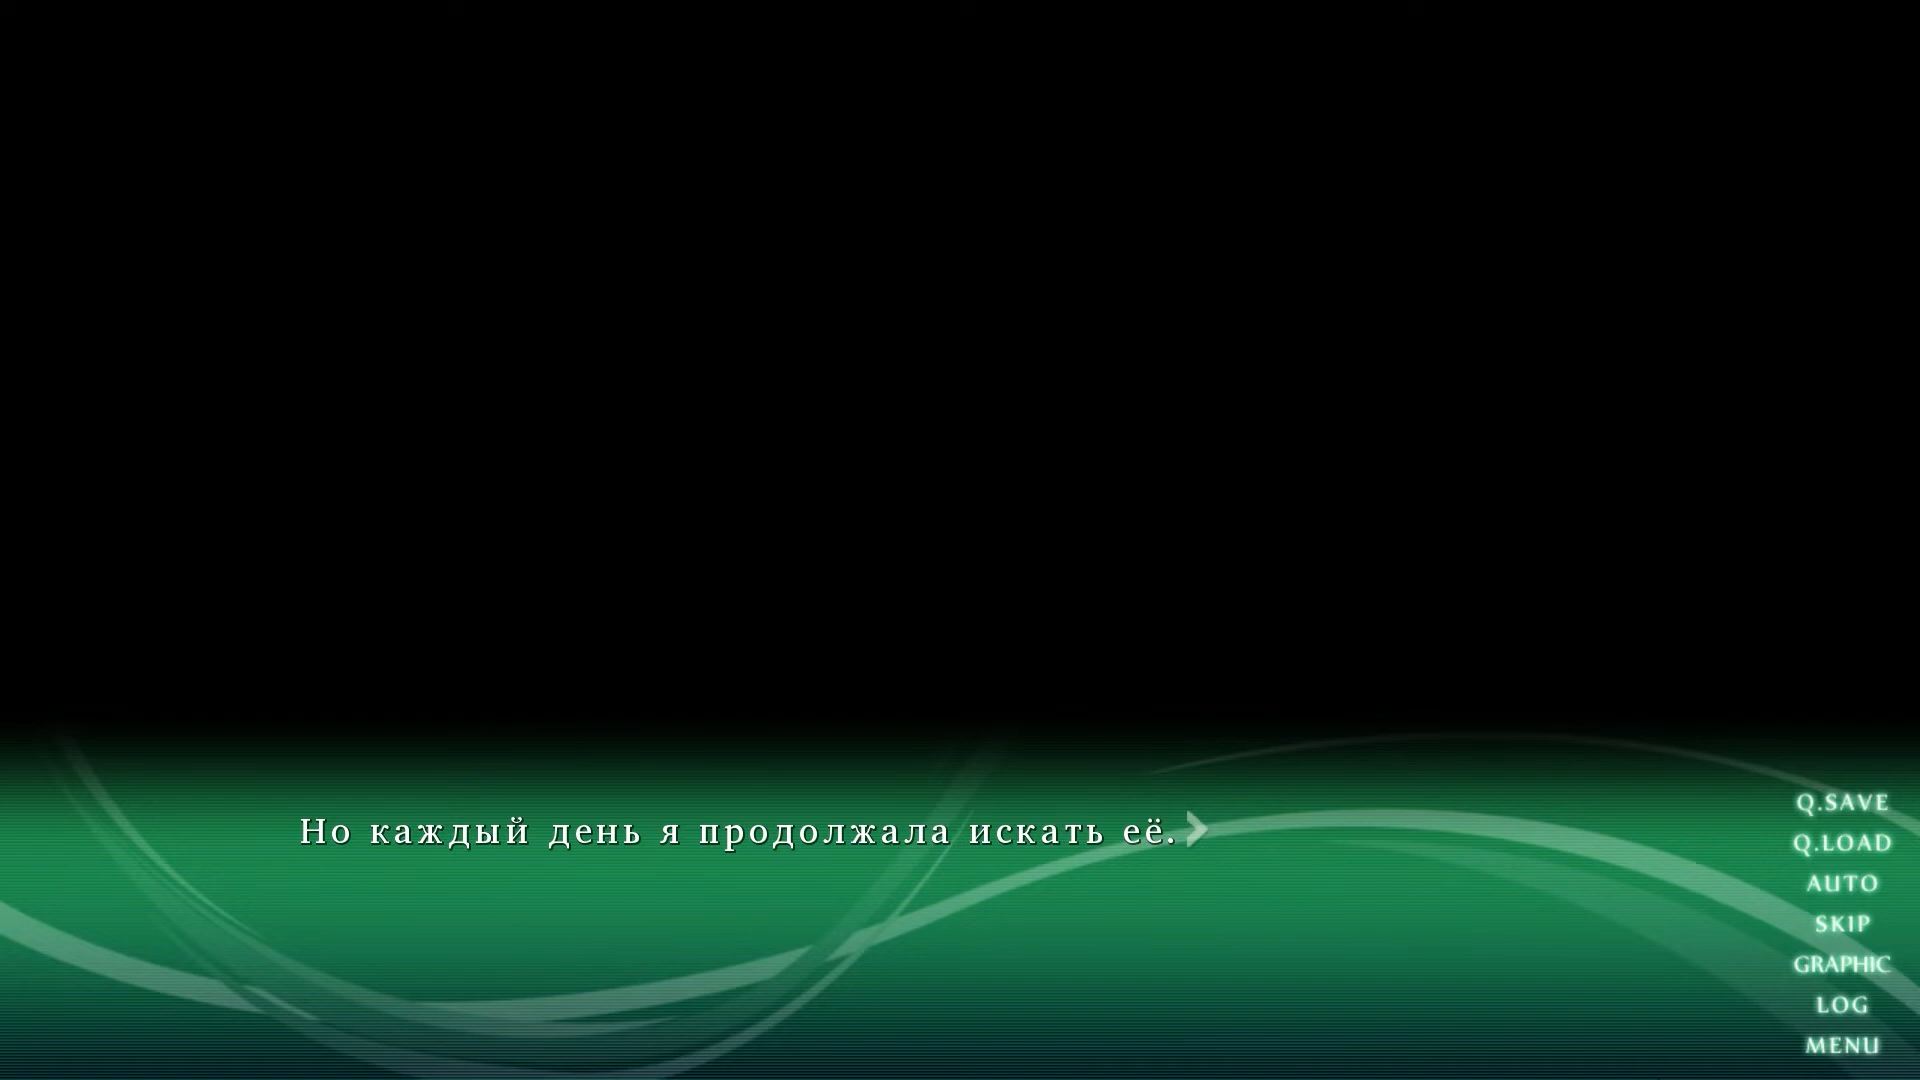 Но каждый день я продолжала искать её.
Q.SAVE
Q.LOAD
AUTO
SKIP
GRAPHIC
LOG
MENU